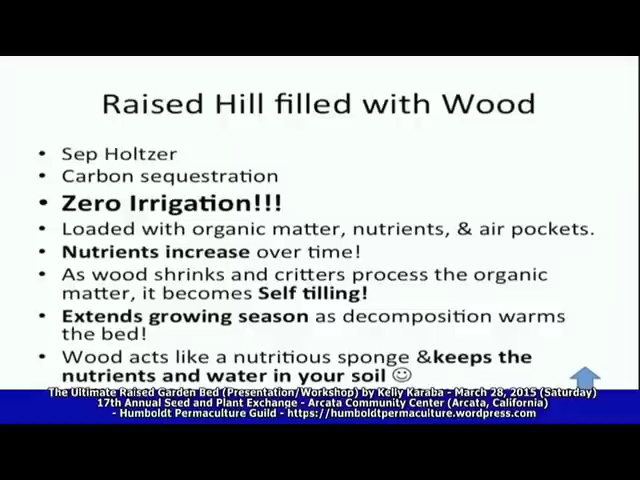 Raised Hill filled with Wood
• Sep Holtzer
• Carbon sequestration
• Zero Irrigation!!!
• Loaded with organic matter, nutrients, & air pockets.
• Nutrients increase over time!
• As wood shrinks and critters process the organic
matter, it becomes Self tilling!
• Extends growing season as decomposition warms
the bed!
• Wood acts like a nutritious sponge &keeps the
nutrients and water in your soil ☺
The Ultimate Raised Garden Bed (Presentation/Workshop) by Kelly Karaba - March 28, 2015 (Saturday)
17th Annual Seed and Plant Exchange - Arcata Community Center (Arcata, California)
- Humboldt Permaculture Guild - https://humboldtpermaculture.wordpress.com